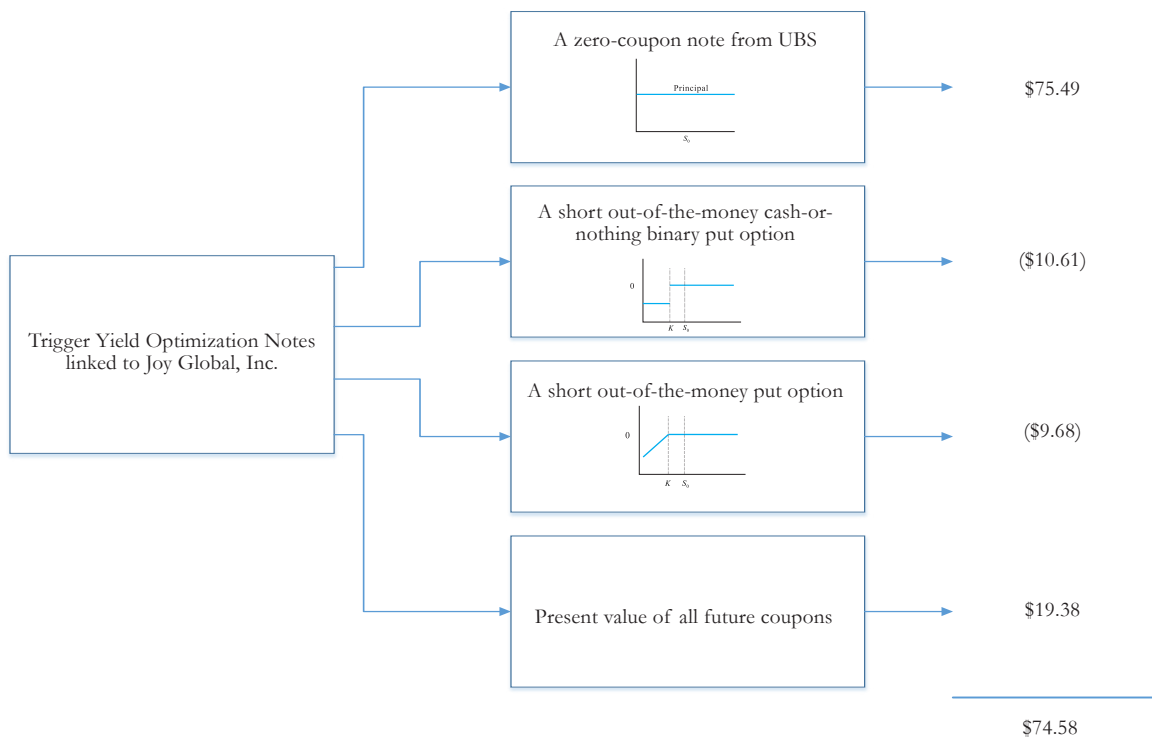 Trigger Yield Optimization Notes
linked to Joy Global, Inc.
A zero-coupon note from UBS
Principal
S0
$75.49
A short out-of-the-money cash-or-
nothing binary put option
0
K S0
($10.61)
A short out-of-the-money put option
0
K S0
($9.68)
Present value of all future coupons
$19.38
$74.58